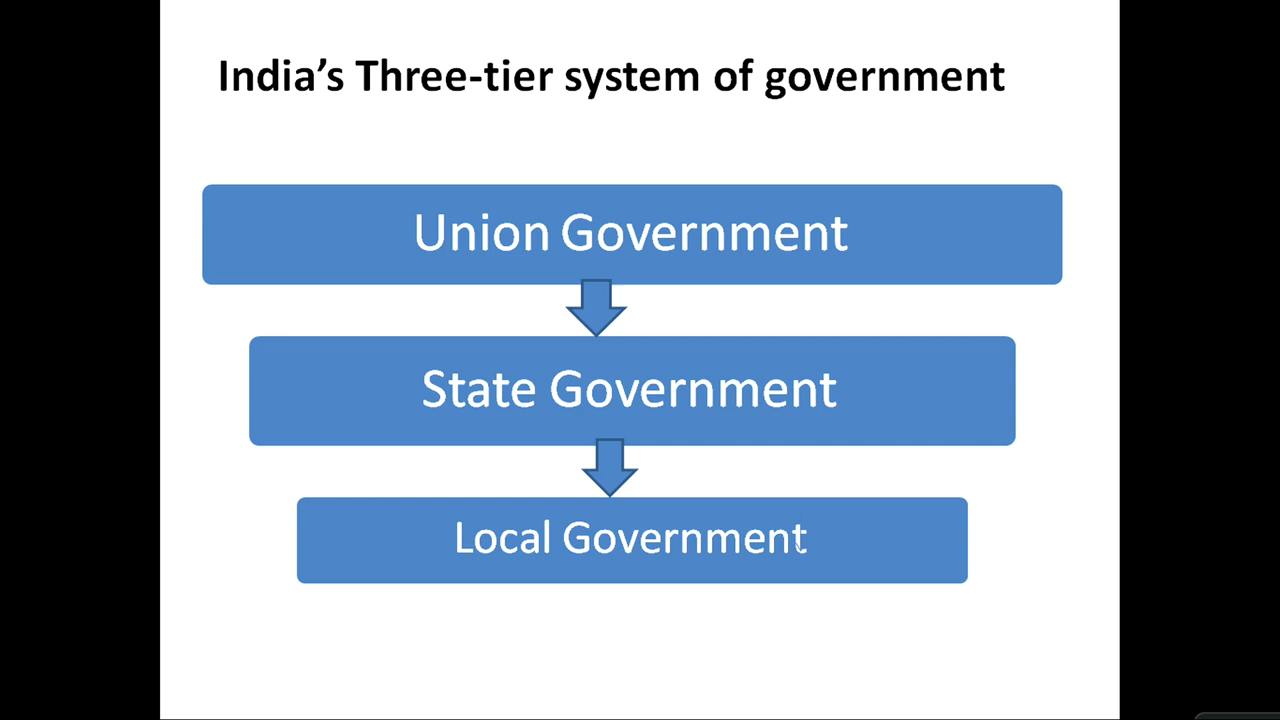 India’s Three-tier system of government
Union Government
State Government
Local Government